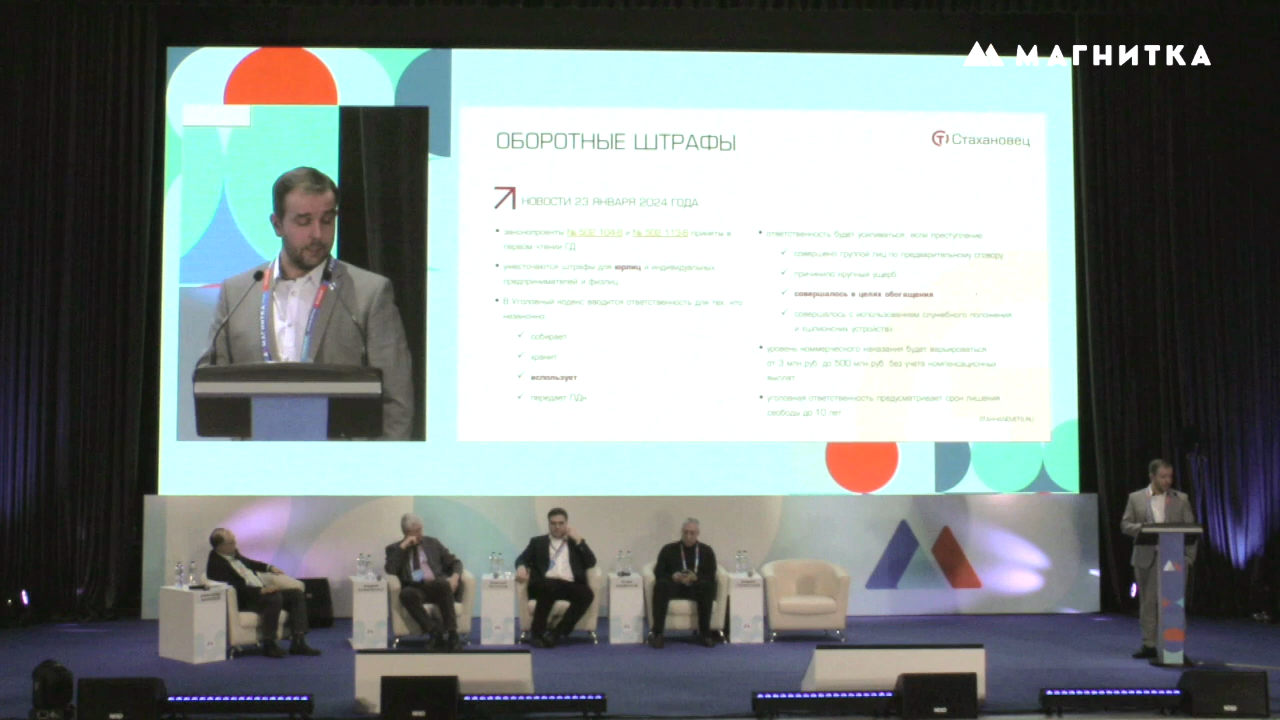 МАГНИТКА
ОБОРОТНЫЕ ШТРАФЫ
Стахановец
НОВОСТИ 23 ЯНВАРЯ 2024 ГОДА
законопроекты № 502-104-8 и № 502-113-8 приняты в
первом чтении ГД
ужесточаются штрафы для юрлиц и индивидуальных
предпринимателей и физлиц
В Уголовный кодекс вводится ответственность для тех, кто
незаконно:
собирает
хранит
использует
передает ПДн
ответственность будет усиливаться, если преступление:
совершено группой лиц по предварительному сговору
причинило крупный ущерб
совершалось в целях обогащения
совершалось с использованием служебного положения
и шпионских устройств
уровень коммерческого наказания будет варьироваться
от 3 млн руб. до 500 млн руб. без учета компенсационных
выплат
уголовная ответственность предусматривает срок лишения
свободы до 10 лет
STAKHANOVETS.RU